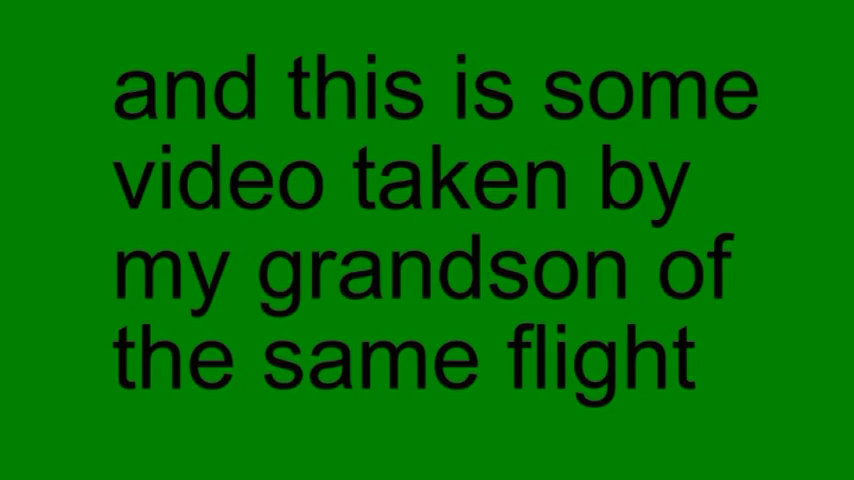 and this is some
video taken by
my grandson of
the same flight